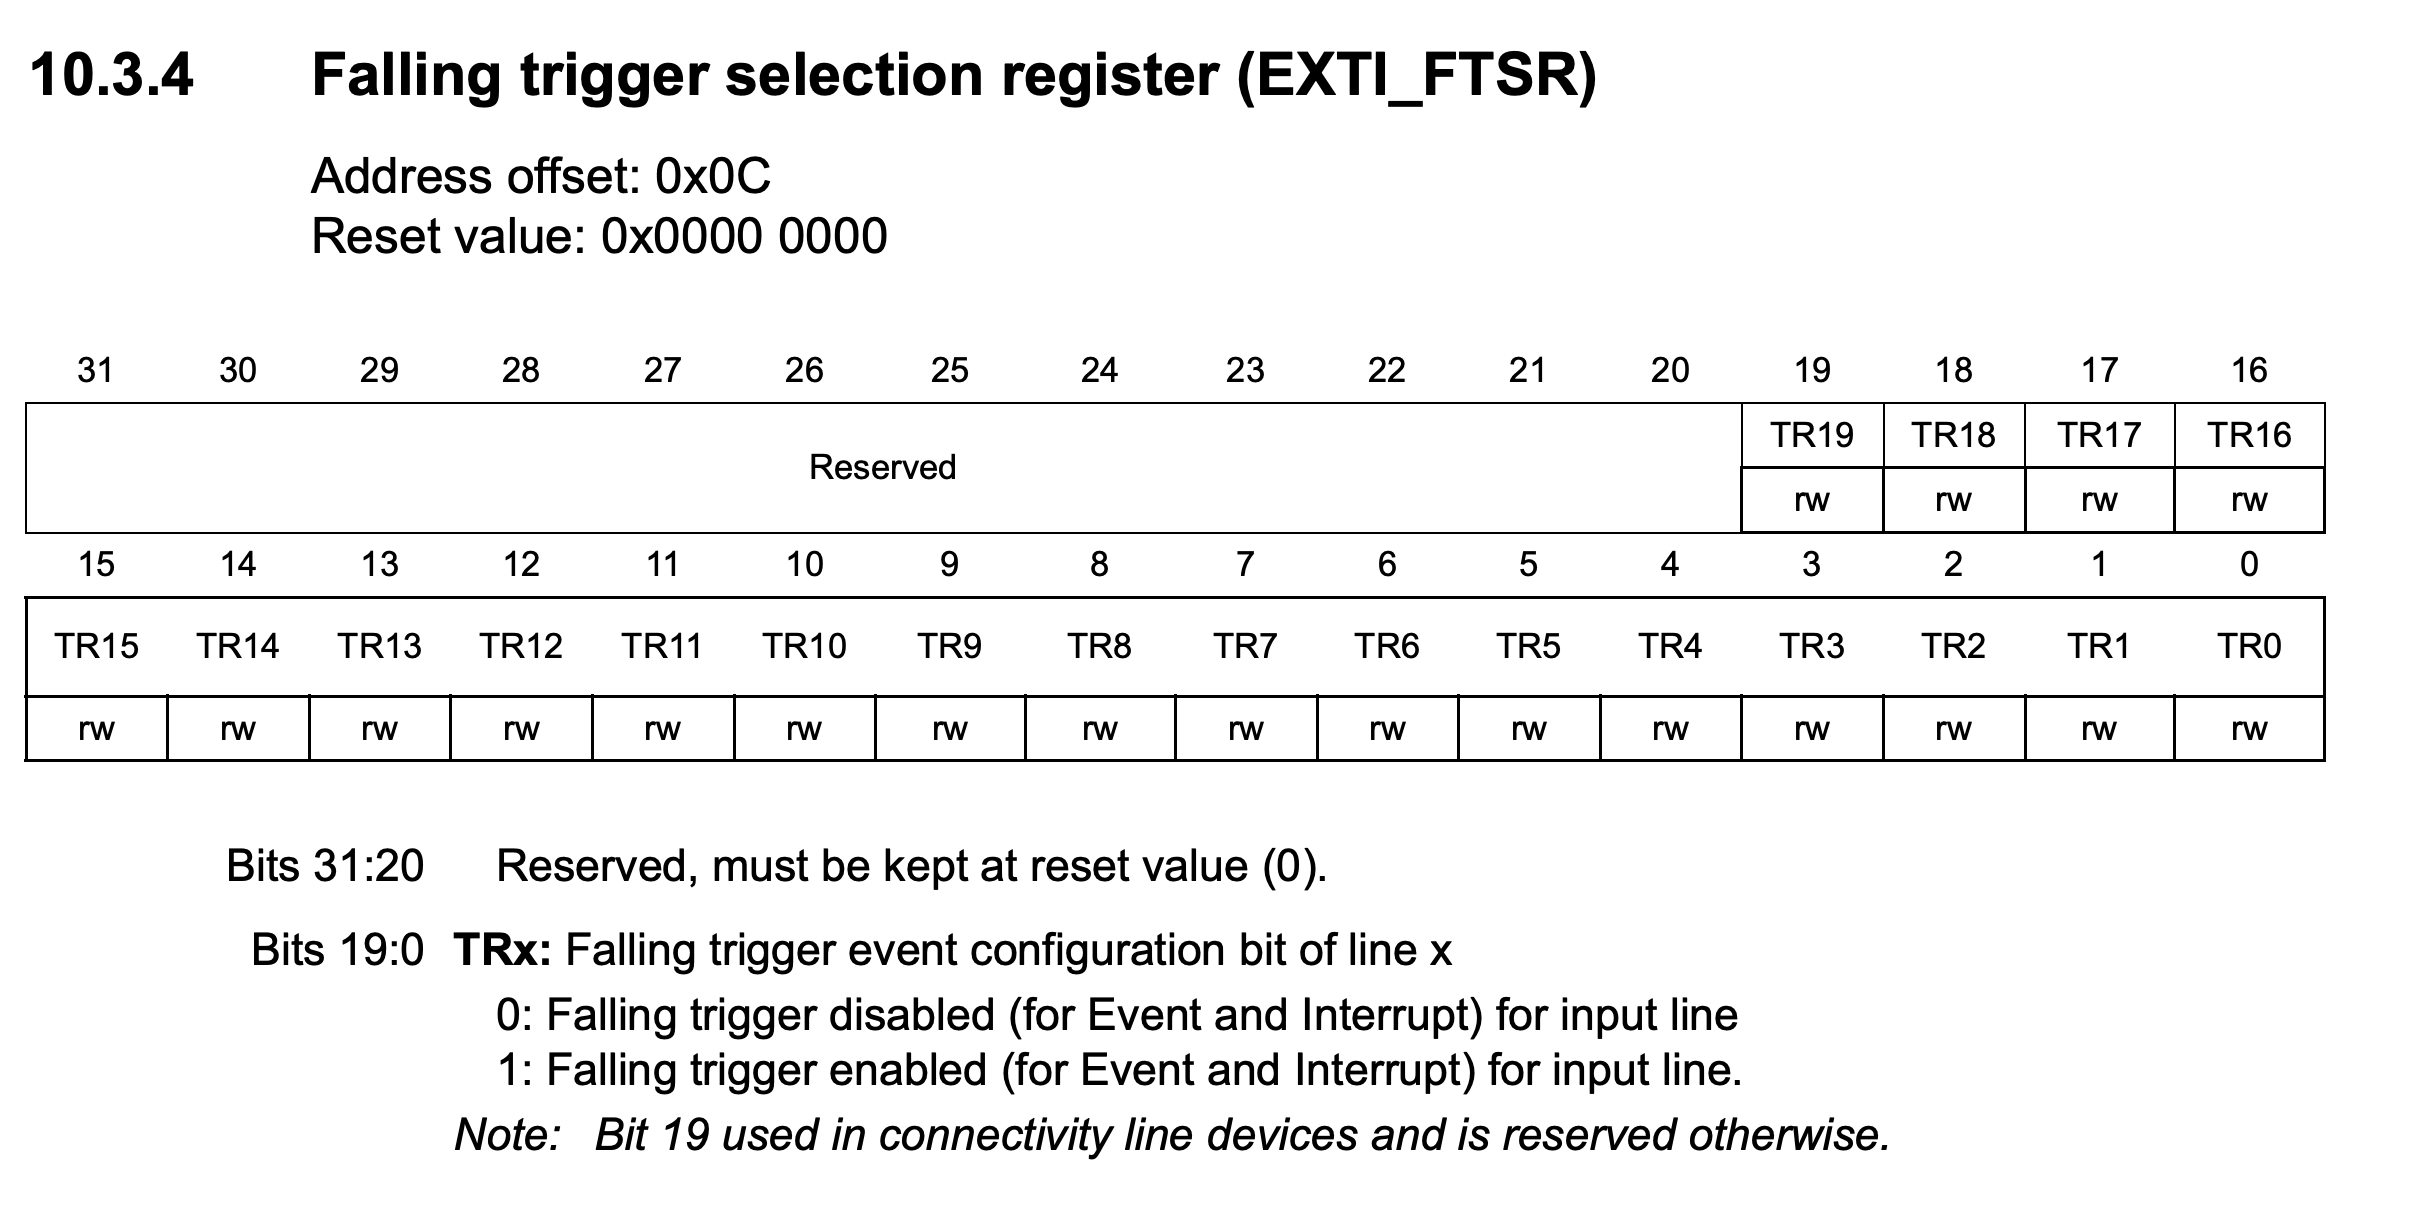 10.3.4 Falling trigger selection register (EXTI_FTSR)
Address offset: 0x0C
Reset value: 0x0000 0000
31 30 29 28 27 26 25 24 23 22 21 20 19 18 17 16
Reserved TR19 TR18 TR17 TR16
rw rw rw rw
15 14 13 12 11 10 9 8 7 6 5 4 3 2 1 0
TR15 TR14 TR13 TR12 TR11 TR10 TR9 TR8 TR7 TR6 TR5 TR4 TR3 TR2 TR1 TR0
rw rw rw rw rw rw rw rw rw rw rw rw rw rw rw rw
Bits 31:20 Reserved, must be kept at reset value (0).
Bits 19:0 TRx: Falling trigger event configuration bit of line x
0: Falling trigger disabled (for Event and Interrupt) for input line
1: Falling trigger enabled (for Event and Interrupt) for input line.
Note: Bit 19 used in connectivity line devices and is reserved otherwise.